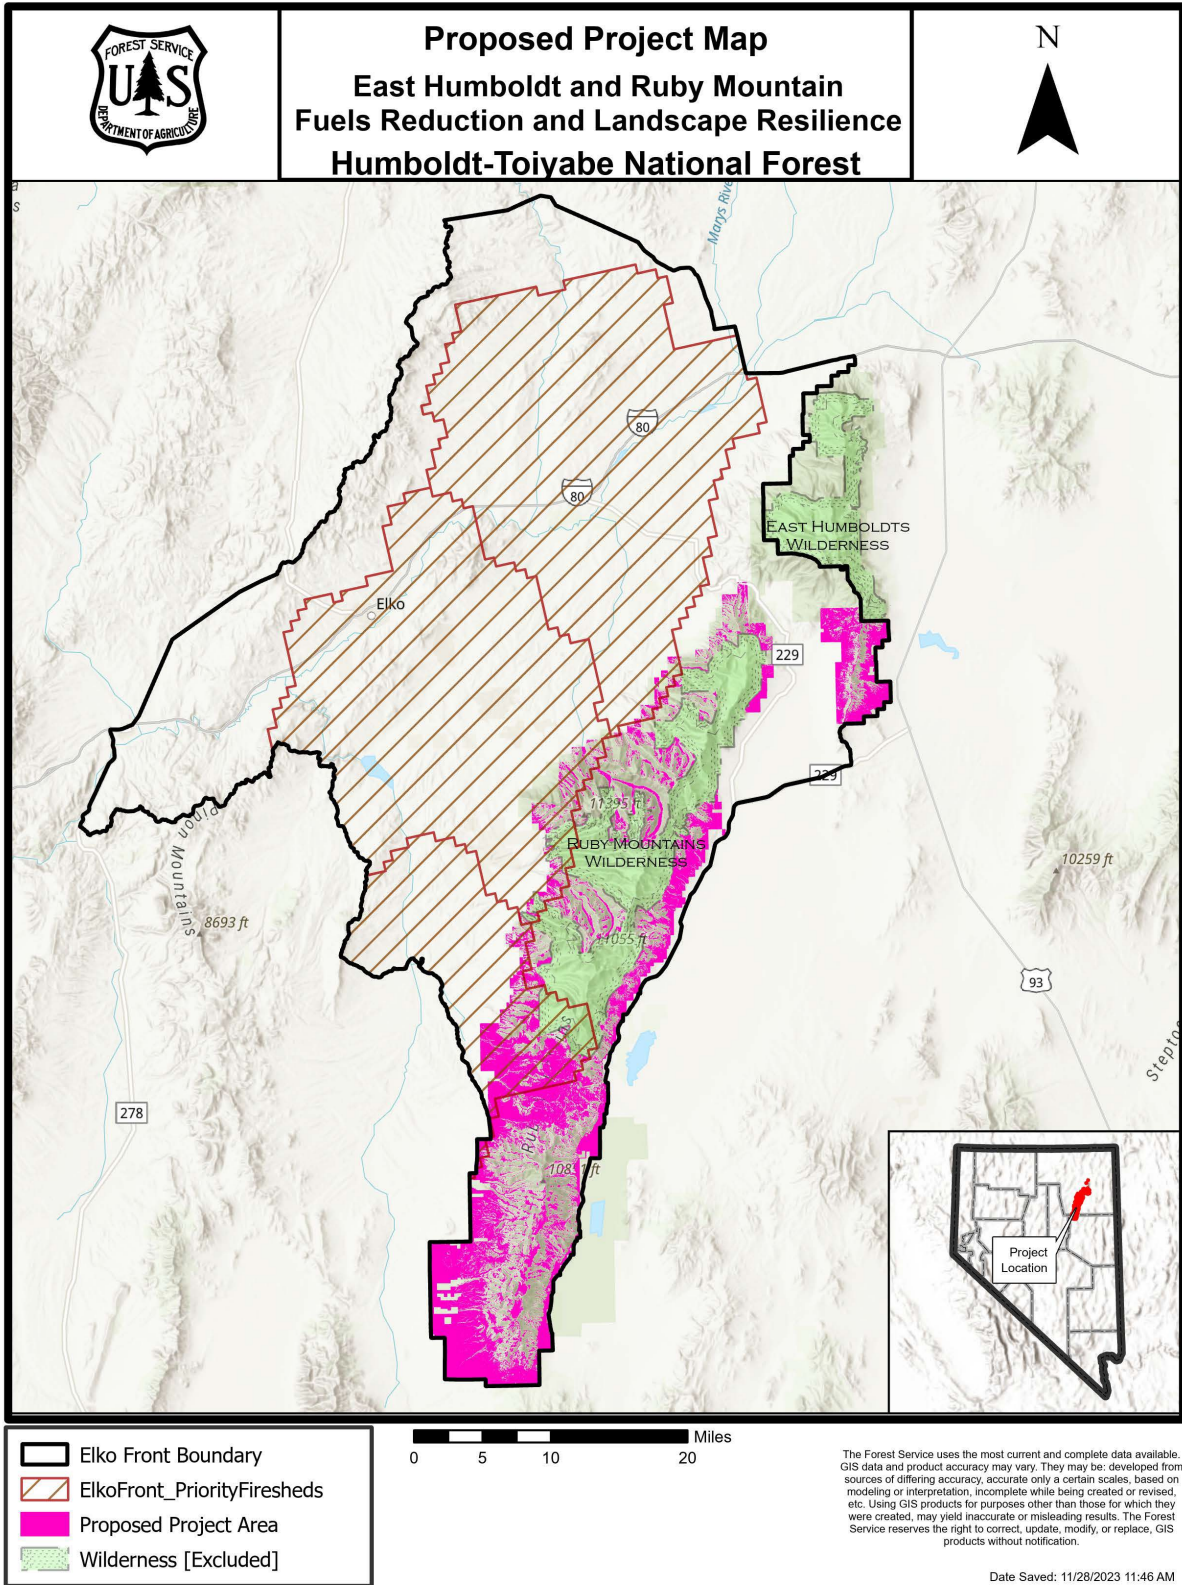 FOREST SERVICE
US
DEPARTMENT OF AGRICULTURE
Proposed Project Map
East Humboldt and Ruby Mountain
Fuels Reduction and Landscape Resilience
Humboldt-Toiyabe National Forest
N
Marys River
80
80
EAST HUMBOLDTS
WILDERNESS
Elko
229
229
11395 ft
RUBY MOUNTAINS
WILDERNESS
Pinon
Mountains
8693 ft
10259 ft
11055 ft
93
278
Project
Location
Elko Front Boundary
ElkoFront_PriorityFiresheds
Proposed Project Area
Wilderness [Excluded]
Miles
0 5 10 20
The Forest Service uses the most current and complete data available.
GIS data and product accuracy may vary. They may be: developed from
sources of differing accuracy, accurate only a certain scales, based on
modeling or interpretation, incomplete while being created or revised,
etc. Using GIS products for purposes other than those for which they
were created, may yield inaccurate or misleading results. The Forest
Service reserves the right to correct, update, modify, or replace, GIS
products without notification.
Date Saved: 11/28/2023 11:46 AM